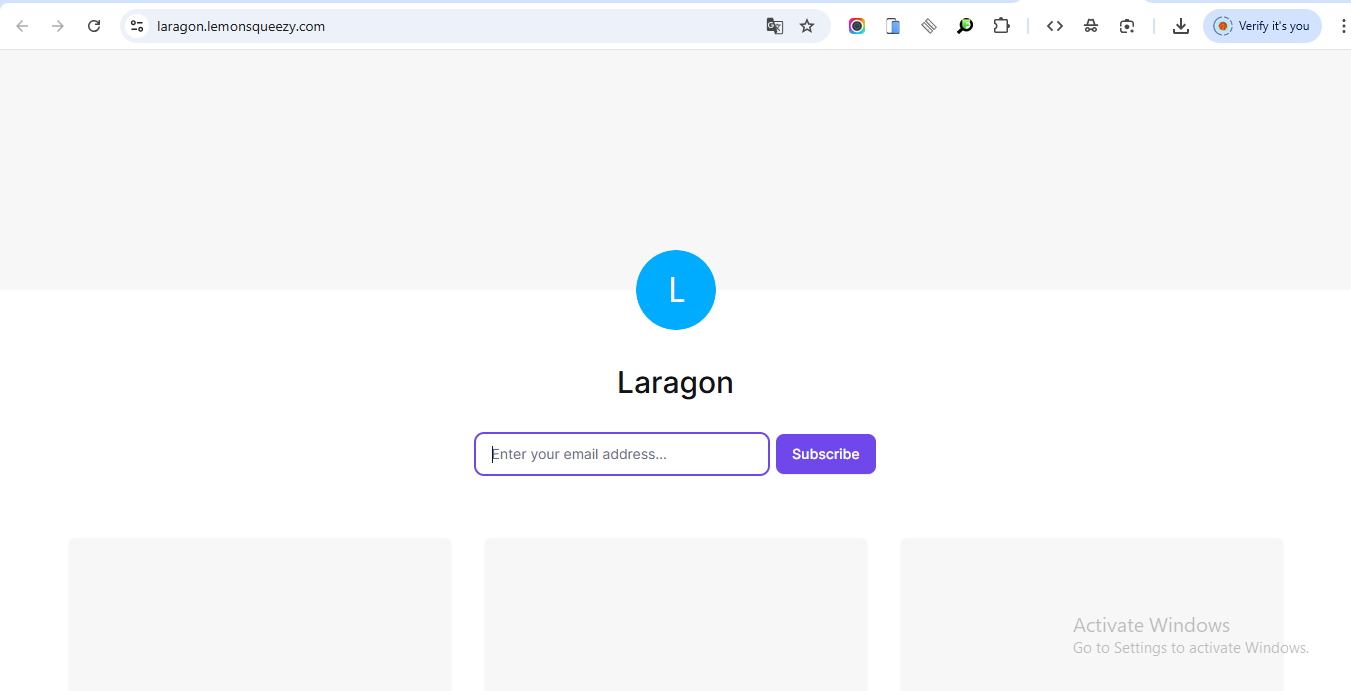 laragon.lemonsqueezy.com
Verify it's you
L
Laragon
Enter your email address...
Subscribe
Activate Windows
Go to Settings to activate Windows.